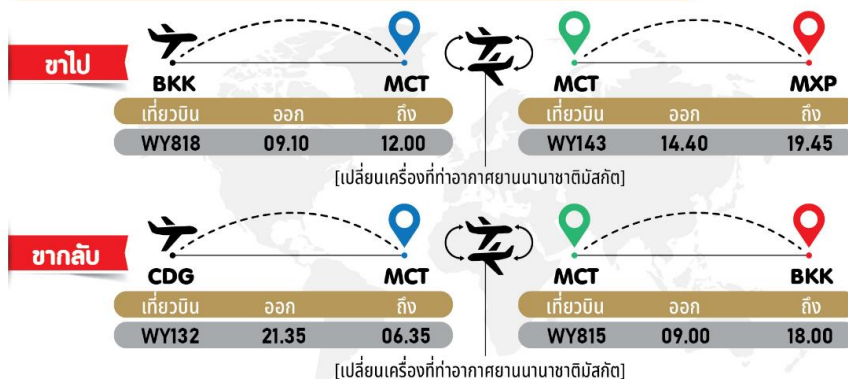 ขาไป
BKK MCT MCT MXP
เที่ยวบิน ออก ถึง เที่ยวบิน ออก ถึง
WY818 09.10 12.00 WY143 14.40 19.45
[เปลี่ยนเครื่องที่ท่าอากาศยานนานาชาติมัสกัต]
ขากลับ
CDG MCT MCT BKK
เที่ยวบิน ออก ถึง เที่ยวบิน ออก ถึง
WY132 21.35 06.35 WY815 09.00 18.00
[เปลี่ยนเครื่องที่ท่าอากาศยานนานาชาติมัสกัต]